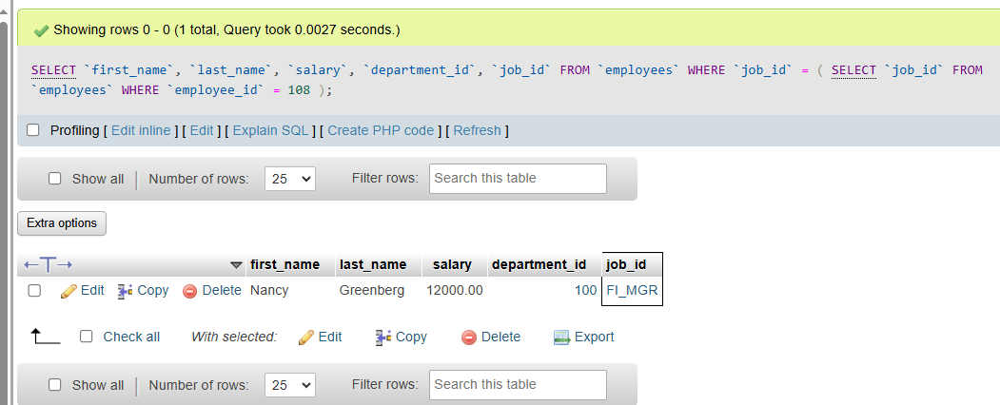 Showing rows 0 - 0 (1 total, Query took 0.0027 seconds.)
SELECT `first_name`, `last_name`, `salary`, `department_id`, `job_id` FROM `employees` WHERE `job_id` = ( SELECT `job_id` FROM
`employees` WHERE `employee_id` = 108 );
Profiling [ Edit inline ] [ Edit ] [ Explain SQL ] [ Create PHP code ] [ Refresh ]
Show all | Number of rows: 25 Filter rows: Search this table
Extra options
←T→ first_name last_name salary department_id job_id
Edit Copy Delete Nancy Greenberg 12000.00 100 FI_MGR
Check all With selected: Edit Copy Delete Export
Show all | Number of rows: 25 Filter rows: Search this table